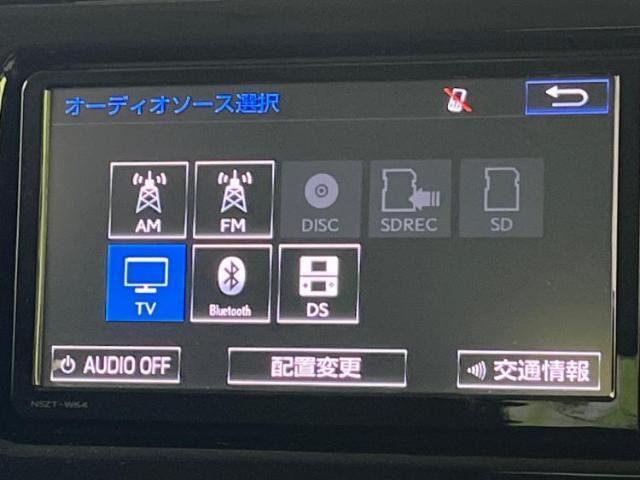 オーディオソース選択
AM
FM
DISC
SDREC
SD
TV
Bluetooth
DS
AUDIO OFF
配置変更
交通情報
NSZT-W64